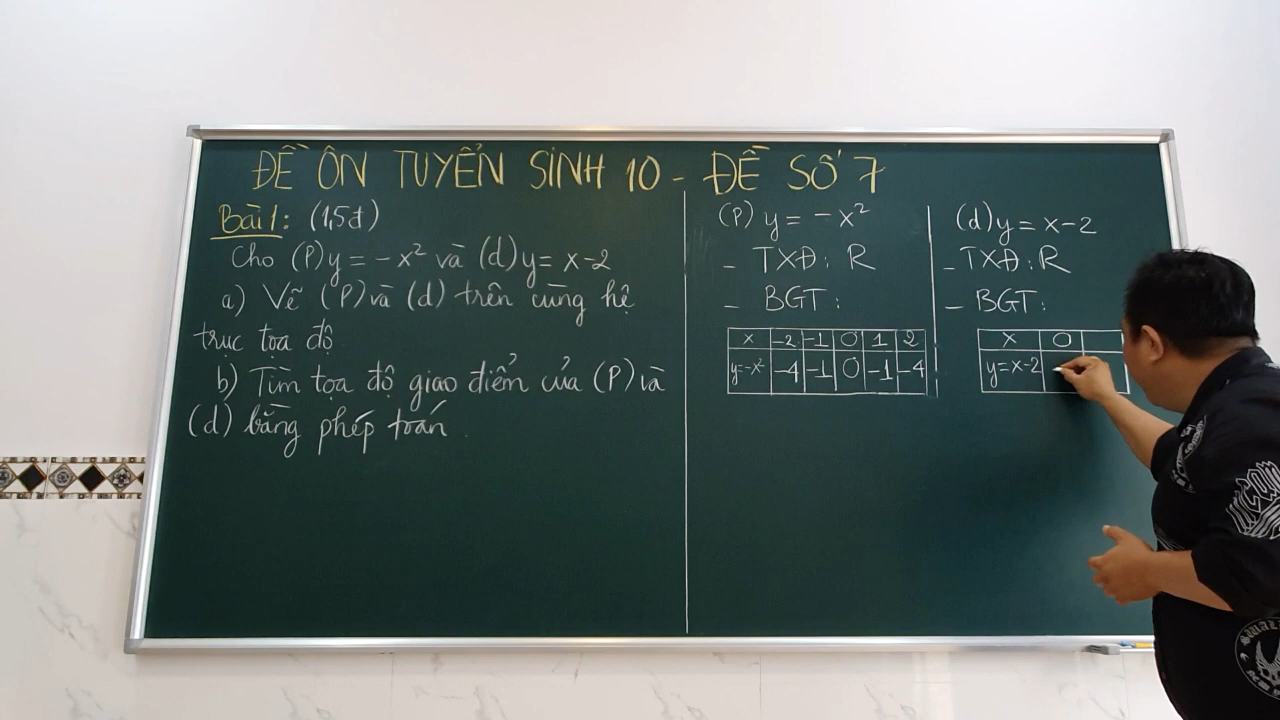 ĐỀ ÔN TUYỂN SINH 10 - ĐỀ SỐ 7
Bài 1: (1,5đ)
Cho (P) y = -x² và (d) y = x-2
a) Vẽ (P) và (d) trên cùng hệ
trục tọa độ
b) Tìm tọa độ giao điểm của (P) và
(d) bằng phép toán.
(P) y = -x²
- TXĐ: R
- BGT:
x -2 -1 0 1 2
y=-x² -4 -1 0 -1 -4
(d) y = x-2
- TXĐ: R
- BGT:
x 0
y=x-2 -